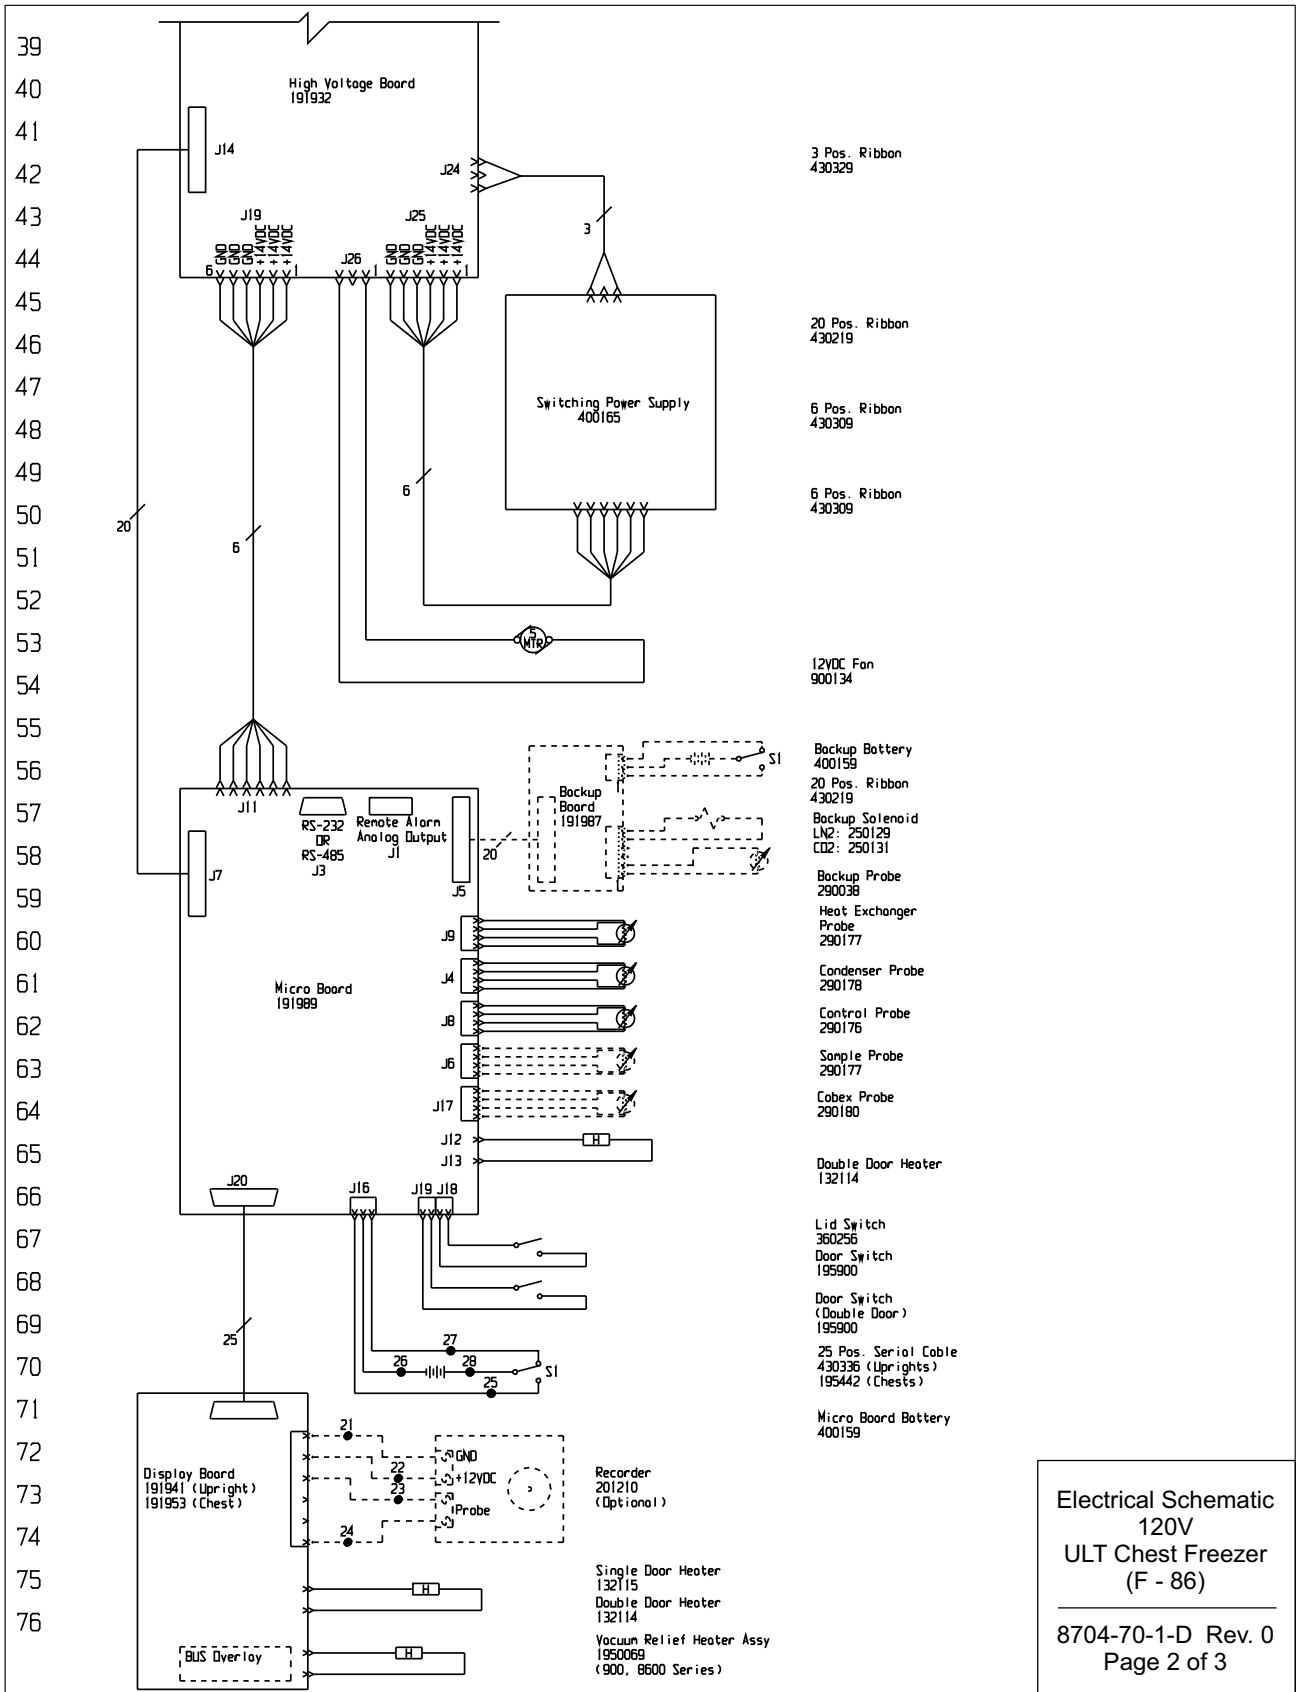 39
40
41
42
43
44
45
46
47
48
49
50
51
52
53
54
55
56
57
58
59
60
61
62
63
64
65
66
67
68
69
70
71
72
73
74
75
76
High Voltage Board
191932
J14
J24
J19
GND
GND
GND
+14VDC
+14VDC
+14VDC
6
1
J26
1
J25
GND
GND
GND
+14VDC
+14VDC
+14VDC
1
3
Switching Power Supply
400165
20
6
6
5
MTR
3 Pos. Ribbon
430329
20 Pos. Ribbon
430219
6 Pos. Ribbon
430309
6 Pos. Ribbon
430309
12VDC Fan
900134
J11
RS-232
OR
RS-485
J3
Remote Alarm
Analog Output
J1
J7
J5
20
Backup
Board
191987
S1
Backup Battery
400159
20 Pos. Ribbon
430219
Backup Solenoid
LN2: 250129
CO2: 250131
Backup Probe
290038
Heat Exchanger
Probe
290177
Condenser Probe
290178
Control Probe
290176
Sample Probe
290177
Cobex Probe
290180
Double Door Heater
132114
Lid Switch
360256
Door Switch
195900
Door Switch
(Double Door)
195900
25 Pos. Serial Cable
430336 (Uprights)
195442 (Chests)
Micro Board Battery
400159
Micro Board
191989
J9
J4
J8
J6
J17
J12
J13
H
J20
J16
J19
J18
25
27
26
28
25
S1
Display Board
191941 (Upright)
191953 (Chest)
21
22
23
24
GND
+12VDC
Probe
Recorder
201210
(Optional)
H
Single Door Heater
132115
Double Door Heater
132114
BUS Overlay
H
Vacuum Relief Heater Assy
1950069
(900, 8600 Series)
Electrical Schematic
120V
ULT Chest Freezer
(F - 86)
8704-70-1-D Rev. 0
Page 2 of 3